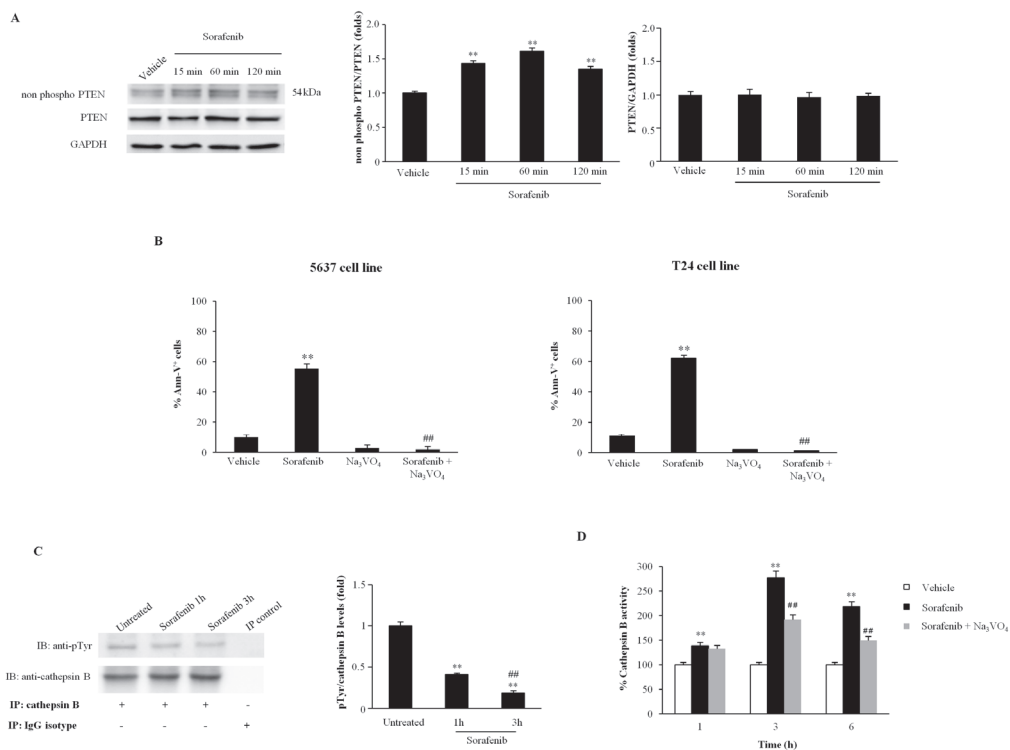 A
Sorafenib
Vehicle
15 min 60 min 120 min
non phospho PTEN
54kDa
PTEN
GAPDH
non phospho PTEN/PTEN (folds)
2.0
1.5
1.0
0.5
0
**
**
**
Vehicle
15 min
60 min
120 min
Sorafenib
PTEN/GAPDH (folds)
2.0
1.5
1.0
0.5
0
Vehicle
15 min
60 min
120 min
Sorafenib
B
5637 cell line
% Ann-V⁺ cells
100
80
60
40
20
0
**
##
Vehicle
Sorafenib
Na₃VO₄
Sorafenib +
Na₃VO₄
T24 cell line
% Ann-V⁺ cells
100
80
60
40
20
0
**
##
Vehicle
Sorafenib
Na₃VO₄
Sorafenib +
Na₃VO₄
C
Untreated
Sorafenib 1h
Sorafenib 3h
IP control
IB: anti-pTyr
IB: anti-cathepsin B
IP: cathepsin B + + + -
IP: IgG isotype - - - +
pTyr/cathepsin B levels (fold)
1.5
1
0.5
0
**
##
**
Untreated
1h
3h
Sorafenib
D
% Cathepsin B activity
300
250
200
150
100
50
0
**
**
##
**
##
1
3
6
Time (h)
Vehicle
Sorafenib
Sorafenib + Na₃VO₄